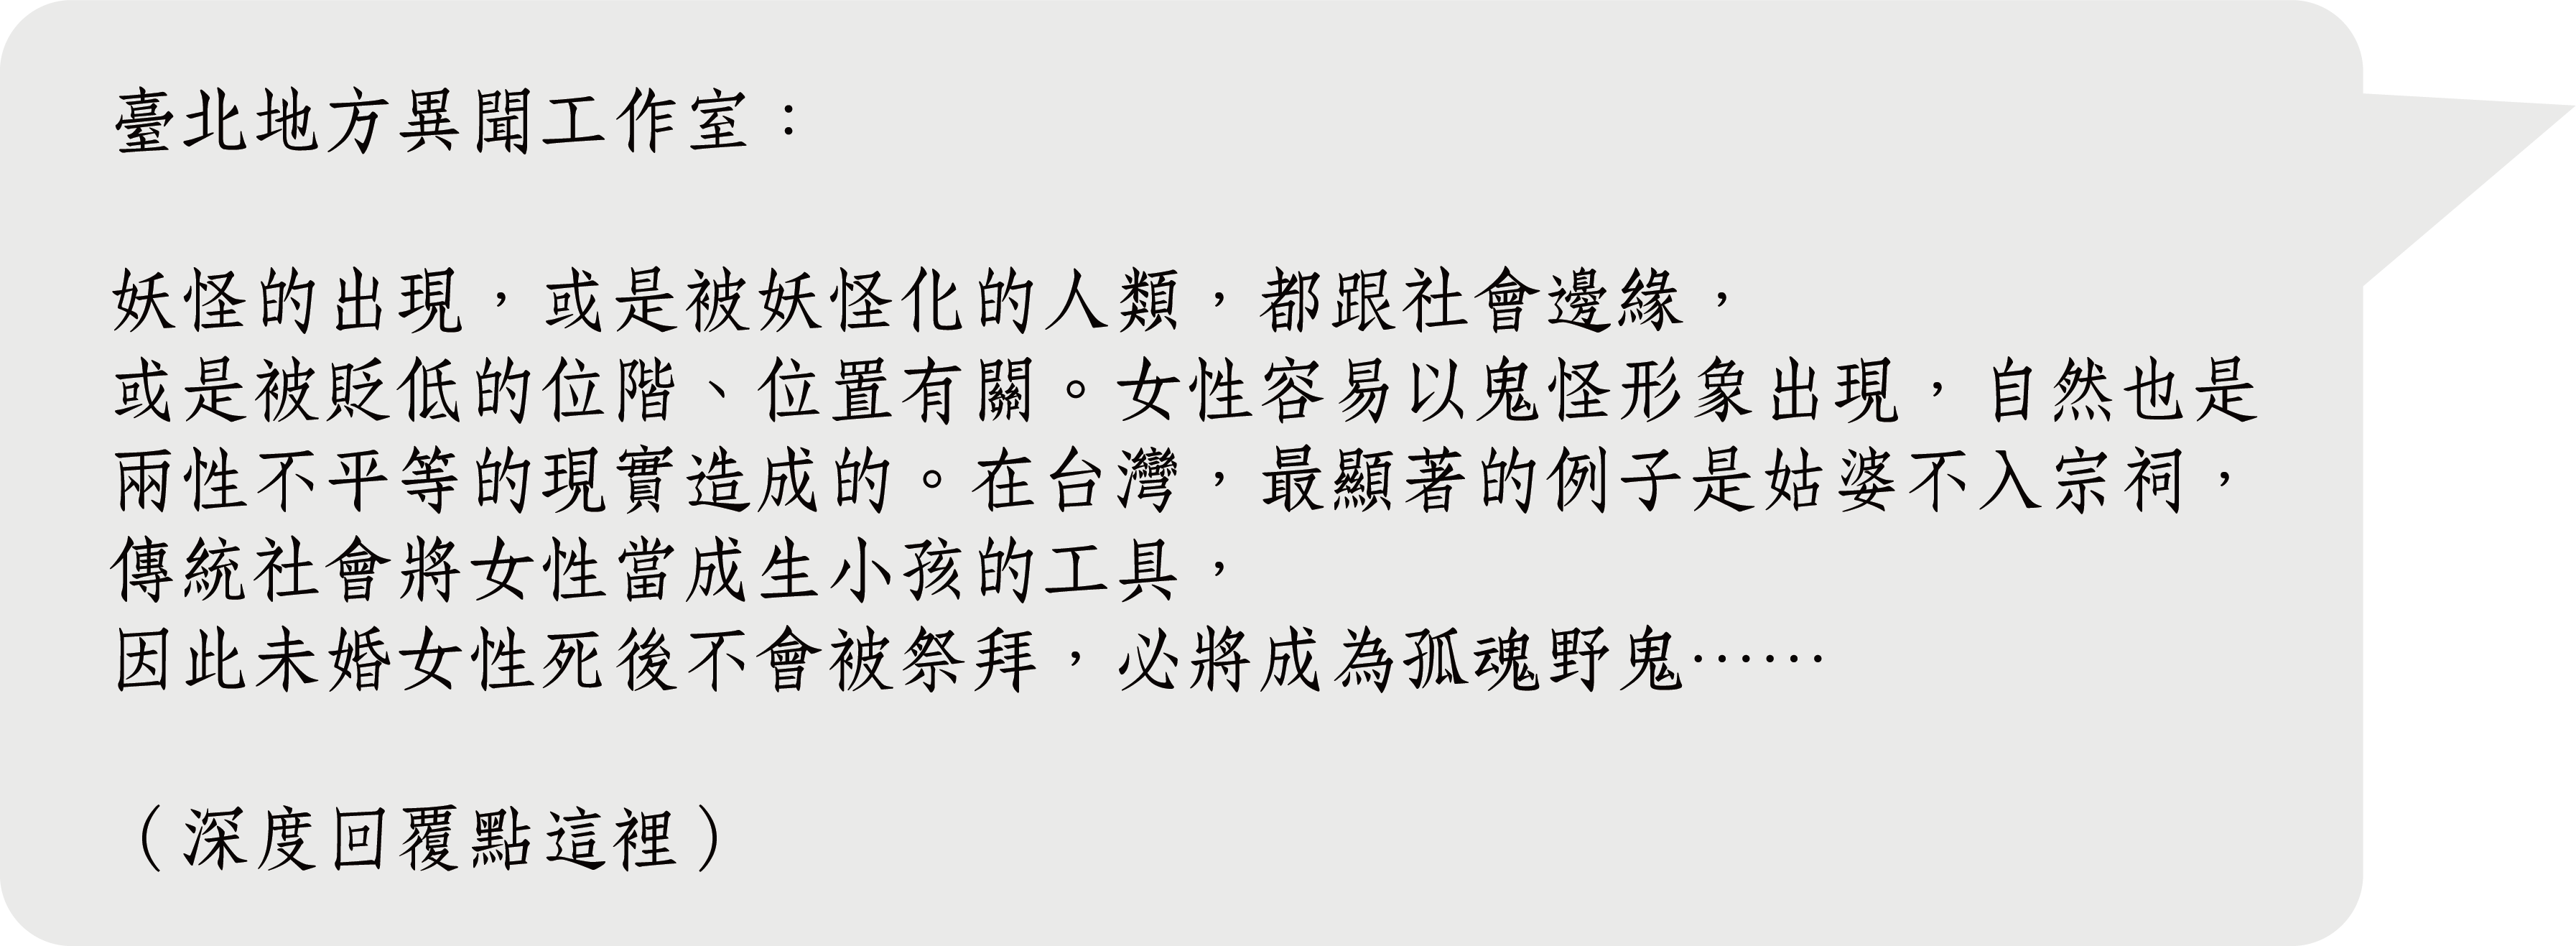 臺北地方異聞工作室：
妖怪的出現，或是被妖怪化的人類，都跟社會邊緣，
或是被貶低的位階、位置有關。女性容易以鬼怪形象出現，自然也是
兩性不平等的現實造成的。在台灣，最顯著的例子是姑婆不入宗祠，
傳統社會將女性當成生小孩的工具，
因此未婚女性死後不會被祭拜，必將成為孤魂野鬼……
（深度回覆點這裡）